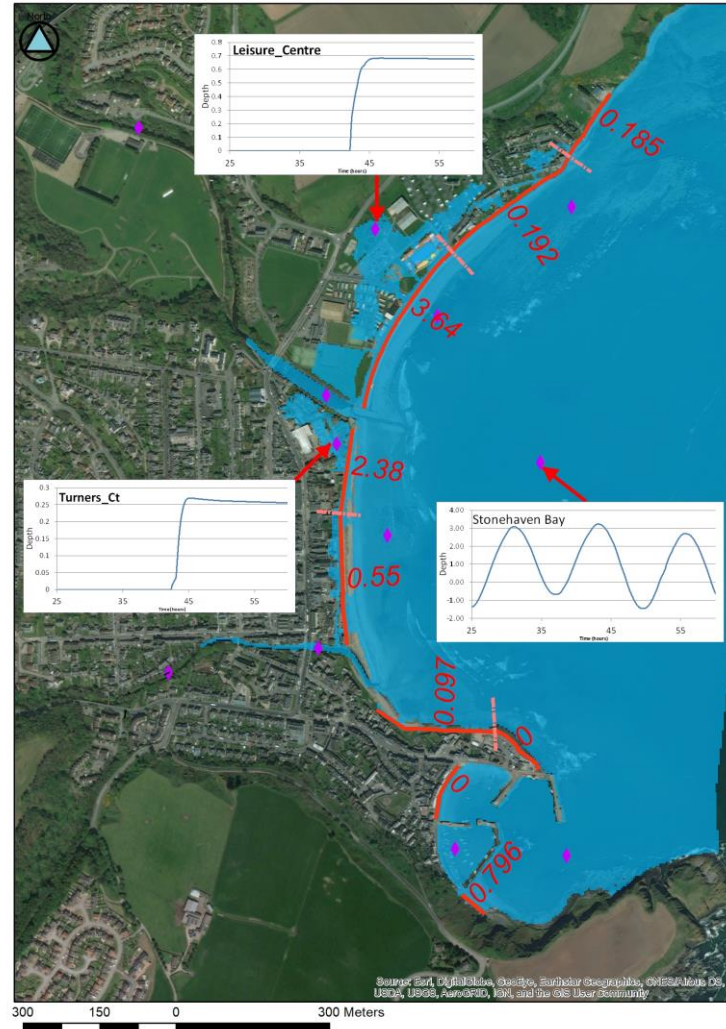 North
Leisure_Centre
Depth
0.8
0.7
0.6
0.5
0.4
0.3
0.2
0.1
0
25 35 45 55
Time (hours)
0.185
0.192
3.64
2.38
Turners_Ct
Depth
0.3
0.25
0.2
0.15
0.1
0.05
0
25 35 45 55
Time (hours)
Stonehaven Bay
Depth
4.00
3.00
2.00
1.00
0.00
-1.00
-2.00
25 35 45 55
Time (hours)
0.55
0.097
0
0
0.796
Source: Esri, DigitalGlobe, GeoEye, Earthstar Geographics, CNES/Airbus DS,
USDA, USGS, AeroGRID, IGN, and the GIS User Community
300 150 0 300 Meters